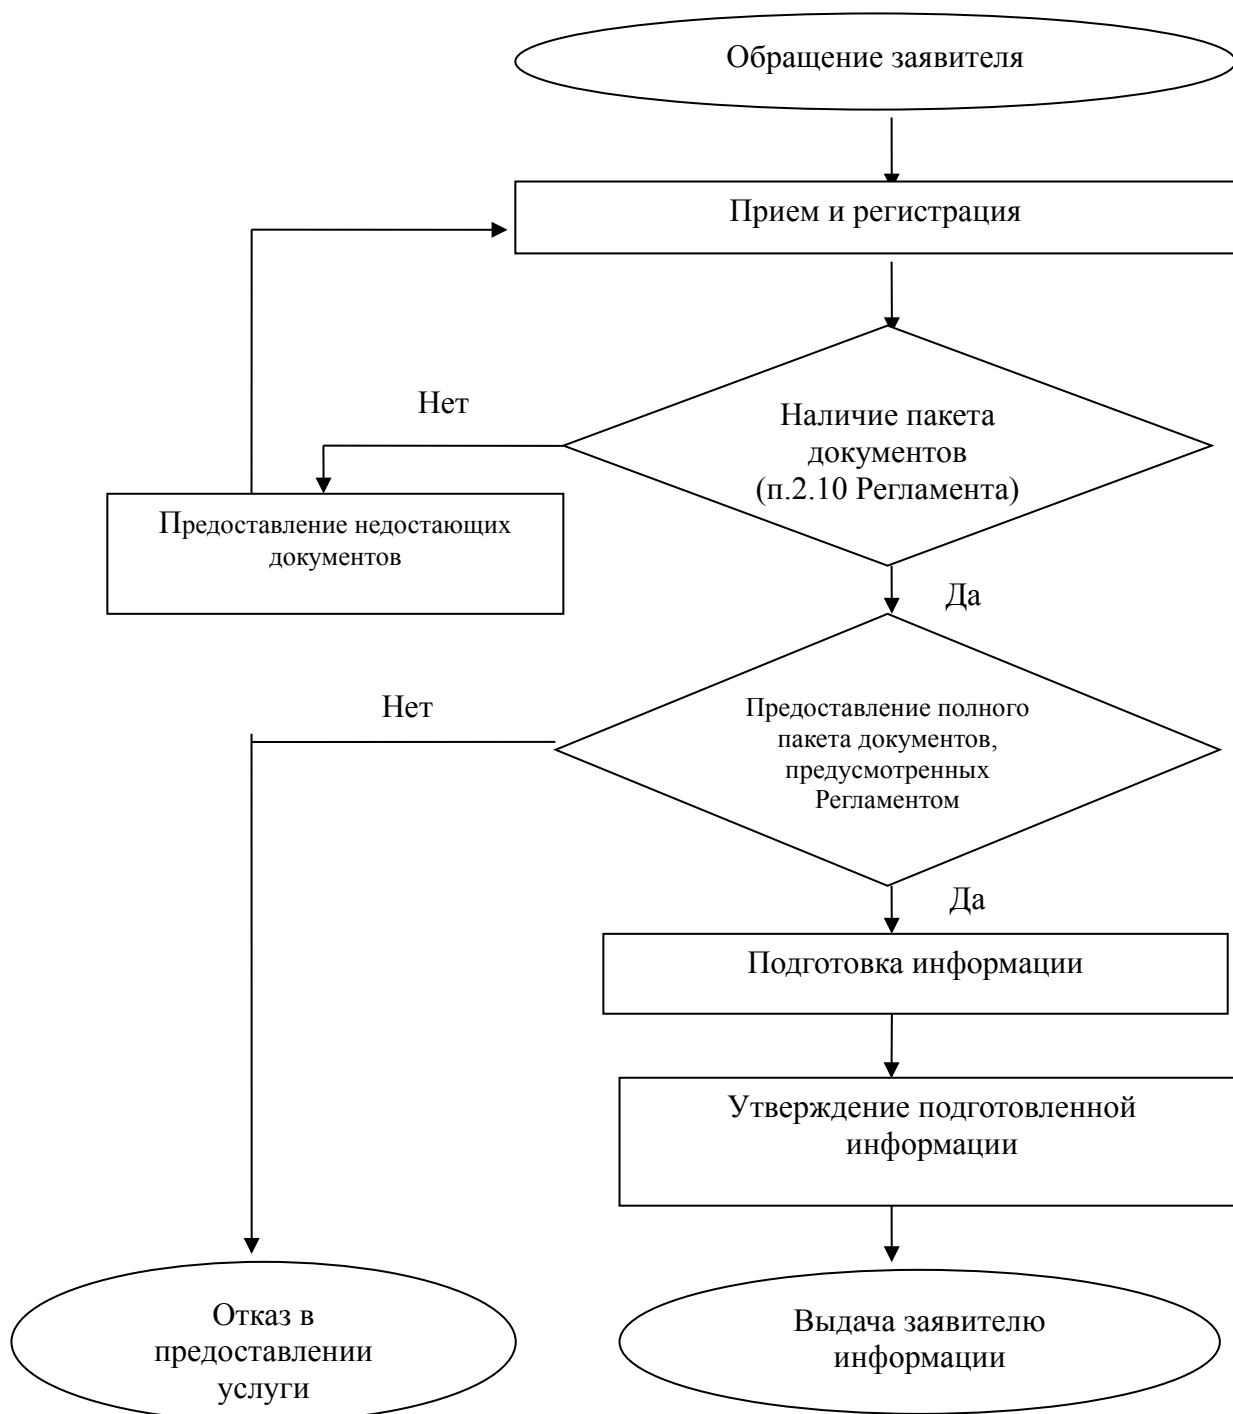 Обращение заявителя
Прием и регистрация
Нет
Наличие пакета
документов
(п.2.10 Регламента)
Предоставление недостающих
документов
Да
Нет
Предоставление полного
пакета документов,
предусмотренных
Регламентом
Да
Подготовка информации
Утверждение подготовленной
информации
Отказ в
предоставлении
услуги
Выдача заявителю
информации